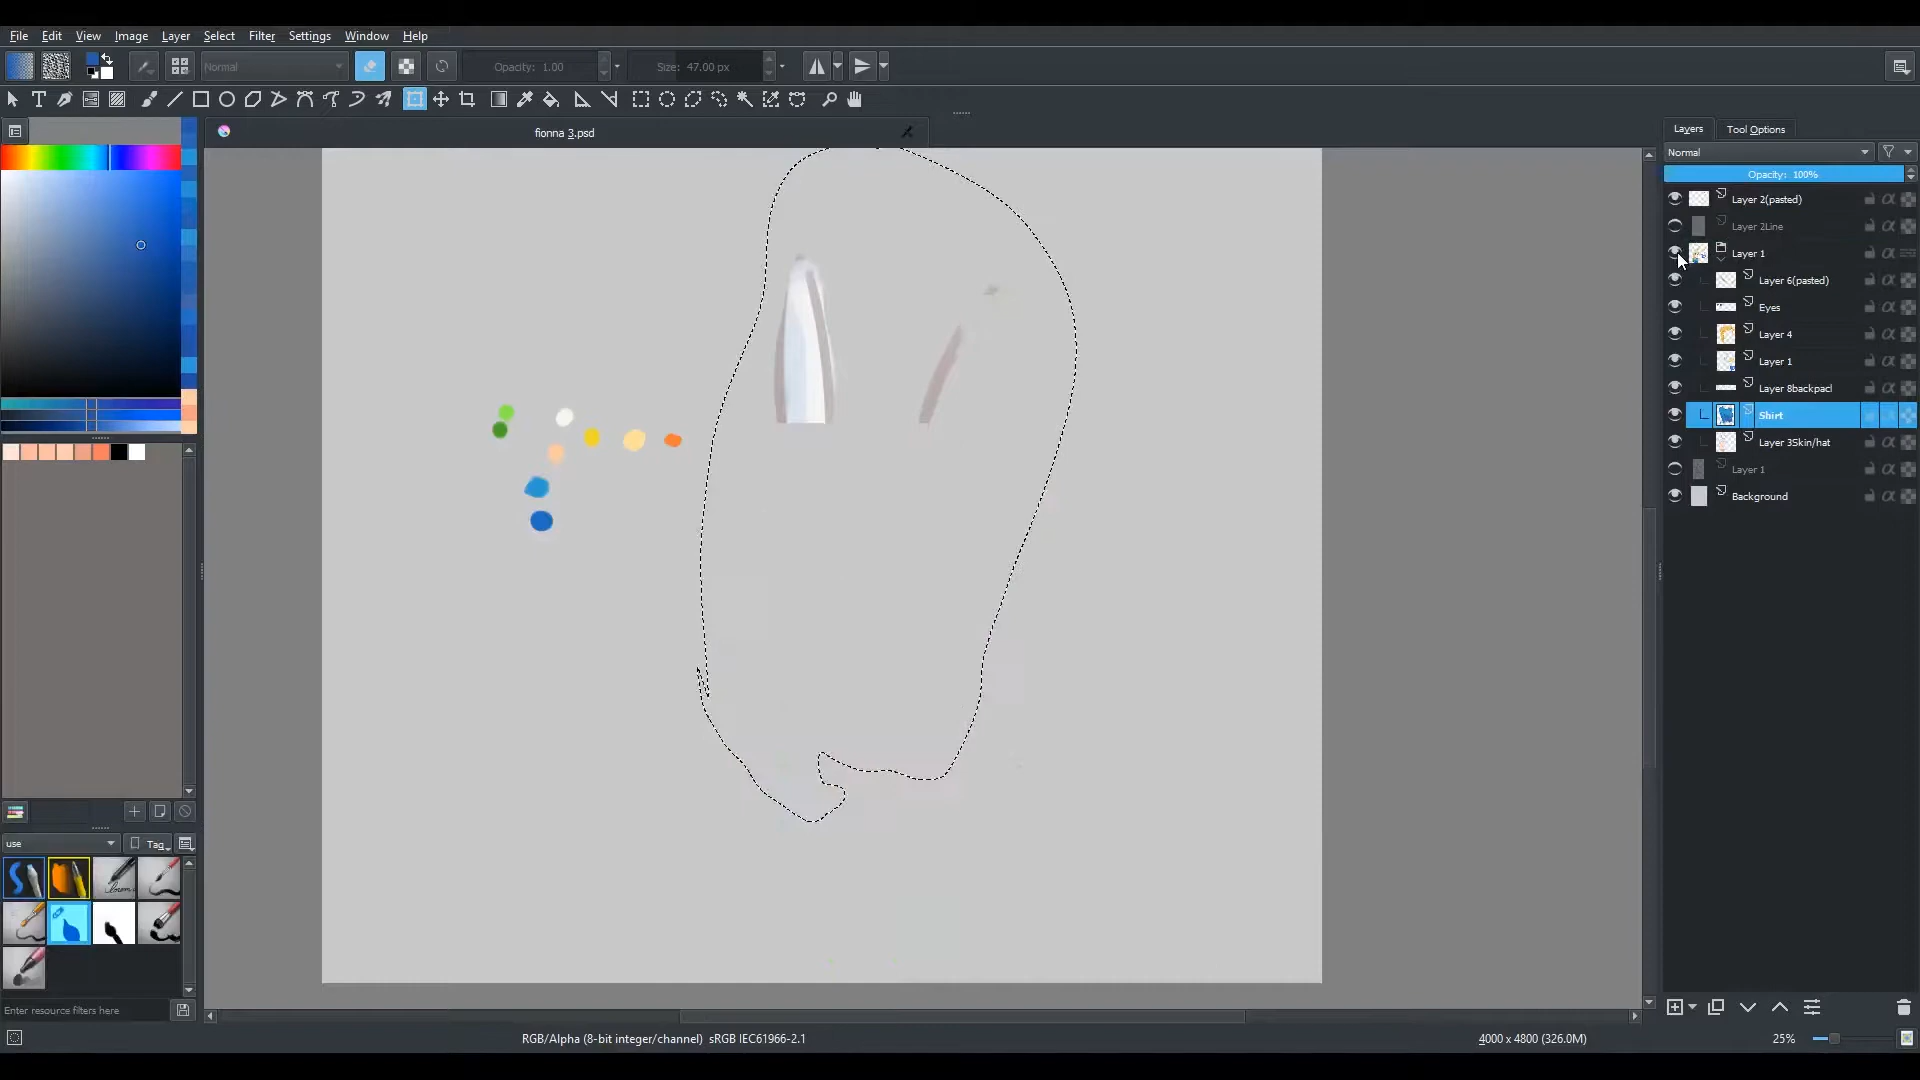 File Edit View Image Layer Select Filter Settings Window Help
Normal
Opacity: 1.00
Size: 47.00 px
fionna 3.psd
Layers
Tool Options
Normal
Opacity: 100%
Layer 2(pasted)
Layer 2Line
Layer 1
Layer 6(pasted)
Eyes
Layer 4
Layer 1
Layer 8backpacl
Shirt
Layer 3Skin/hat
Layer 1
Background
use
Tag
Enter resource filters here
RGB/Alpha (8-bit integer/channel) sRGB IEC61966-2.1
4000 x 4800 (326.0M)
25%